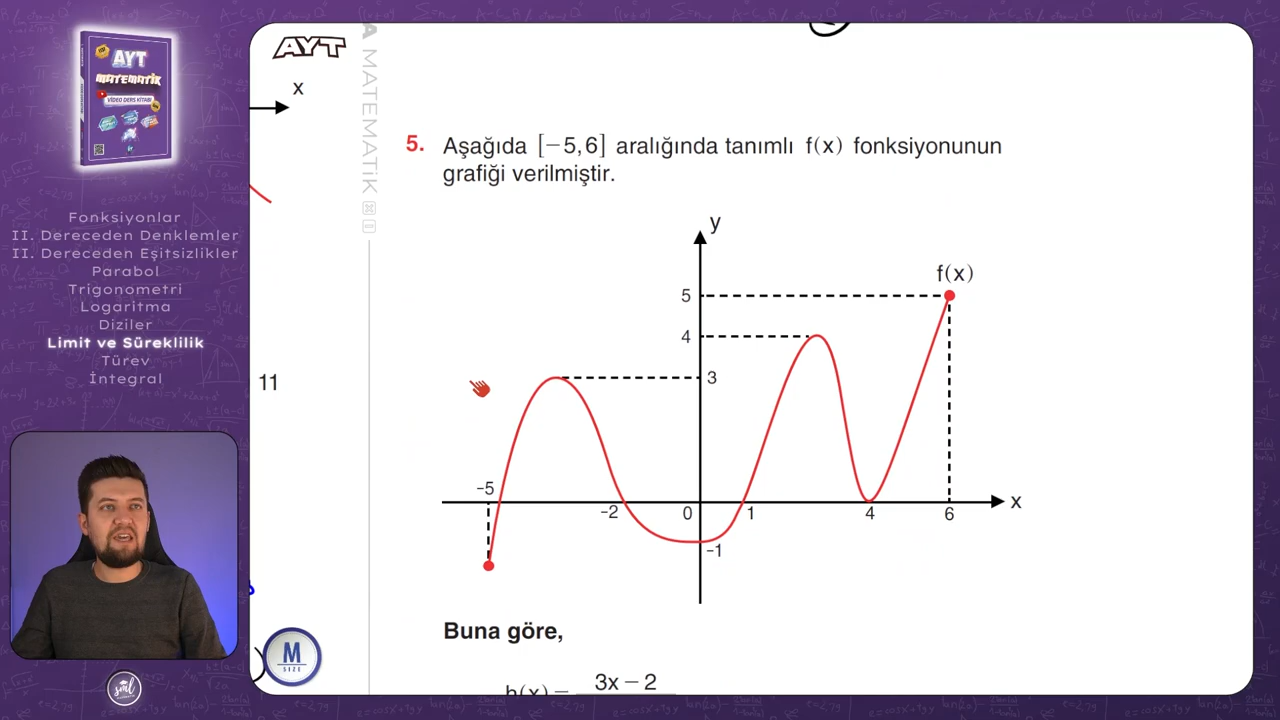 AYT
MATEMATİK
VİDEO DERS KİTABI
Fonksiyonlar
II. Dereceden Denklemler
II. Dereceden Eşitsizlikler
Parabol
Trigonometri
Logaritma
Diziler
Limit ve Süreklilik
Türev
İntegral
sml
AYT
x
11
M
SIZE
A MATEMATİK
5. Aşağıda [−5,6] aralığında tanımlı f(x) fonksiyonunun
grafiği verilmiştir.
y
f(x)
5
4
3
−5
−2
0
1
4
6
x
−1
Buna göre,
h(x) = 3x − 2